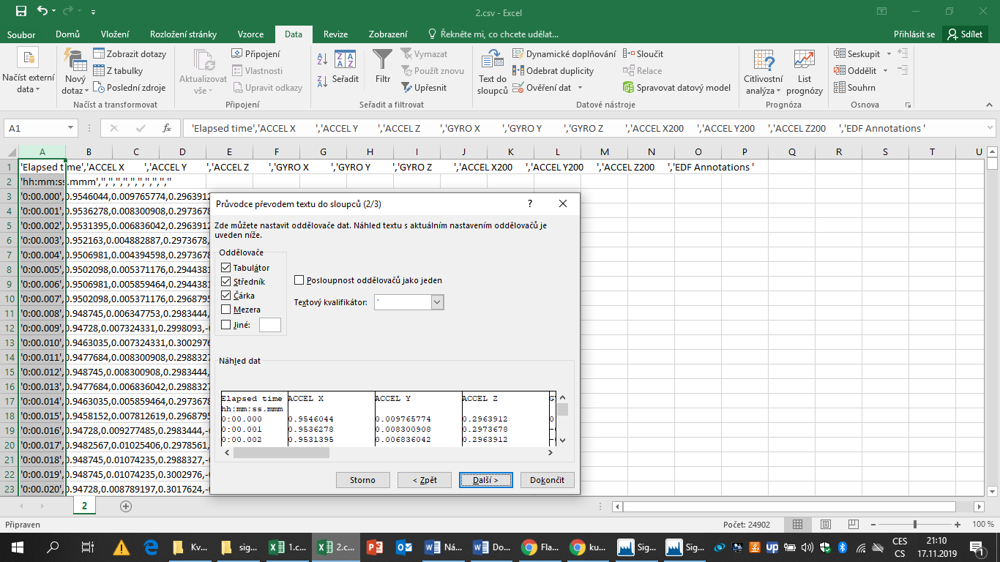 2.csv - Excel
Soubor Domů Vložení Rozložení stránky Vzorce Data Revize Zobrazení Řekněte mi, co chcete udělat... Přihlásit se Sdílet
Načíst externí data
Nový dotaz
Zobrazit dotazy
Z tabulky
Poslední zdroje
Načíst a transformovat
Aktualizovat vše
Připojení
Vlastnosti
Upravit odkazy
Připojení
Seřadit
Filtr
Vymazat
Použít znovu
Upřesnit
Seřadit a filtrovat
Text do sloupců
Dynamické doplňování
Odebrat duplicity
Ověření dat
Sloučit
Relace
Spravovat datový model
Datové nástroje
Citlivostní analýza
List prognózy
Prognóza
Seskupit
Oddělit
Souhrn
Osnova
A1 fx 'Elapsed time','ACCEL X ','ACCEL Y ','ACCEL Z ','GYRO X ','GYRO Y ','GYRO Z ','ACCEL X200 ','ACCEL Y200 ','ACCEL Z200 ','EDF Annotations '
A B C D E F G H I J K L M N O P Q R S T U
1 'Elapsed time','ACCEL X ','ACCEL Y ','ACCEL Z ','GYRO X ','GYRO Y ','GYRO Z ','ACCEL X200 ','ACCEL Y200 ','ACCEL Z200 ','EDF Annotations '
2 'hh:mm:ss.mmm','','','','','','','','','',''
3 '0:00.000',0.9546044,0.009765774,0.2963912
4 '0:00.001',0.9536278,0.008300908,0.2973678
5 '0:00.002',0.9531395,0.006836042,0.2963912
6 '0:00.003',0.952163,0.004882887,0.2973678,
7 '0:00.004',0.9506981,0.004394598,0.2973678
8 '0:00.005',0.9502098,0.005371176,0.2944381
9 '0:00.006',0.9506981,0.005859464,0.2944381
10 '0:00.007',0.9502098,0.005371176,0.296879
11 '0:00.008',0.948745,0.006347753,0.2983444,
12 '0:00.009',0.94728,0.007324331,0.2998093,-
13 '0:00.010',0.9463035,0.007324331,0.3002976
14 '0:00.011',0.9477684,0.008300908,0.2988327
15 '0:00.012',0.948745,0.008300908,0.2983444,
16 '0:00.013',0.9477684,0.006836042,0.2988327
17 '0:00.014',0.9463035,0.005859464,0.2973678
18 '0:00.015',0.9458152,0.007812619,0.296879
19 '0:00.016',0.94728,0.009277485,0.2983444,-
20 '0:00.017',0.9482567,0.01025406,0.2978561,
21 '0:00.018',0.948745,0.01074235,0.2988327,-
22 '0:00.019',0.948745,0.01074235,0.3002976,-
23 '0:00.020',0.94728,0.008789197,0.3017624,-
Průvodce převodem textu do sloupců (2/3) ?
Zde můžete nastavit oddělovače dat. Náhled textu s aktuálním nastavením oddělovačů je
uveden níže.
Oddělovače
Tabulátor
Středník
Čárka
Mezera
Jiné:
Posloupnost oddělovačů jako jeden
Textový kvalifikátor: '
Náhled dat
Elapsed time ACCEL X ACCEL Y ACCEL Z
hh:mm:ss.mmm
0:00.000 0.9546044 0.009765774 0.2963912
0:00.001 0.9536278 0.008300908 0.2973678
0:00.002 0.9531395 0.006836042 0.2963912
Storno < Zpět Další > Dokončit
2
Připraven Počet: 24902 100 %
Kv... sig... 1.c... 2.c... Ná... Do... Fla... ku... Sig... Sig... up CES CS 21:10 17.11.2019 1